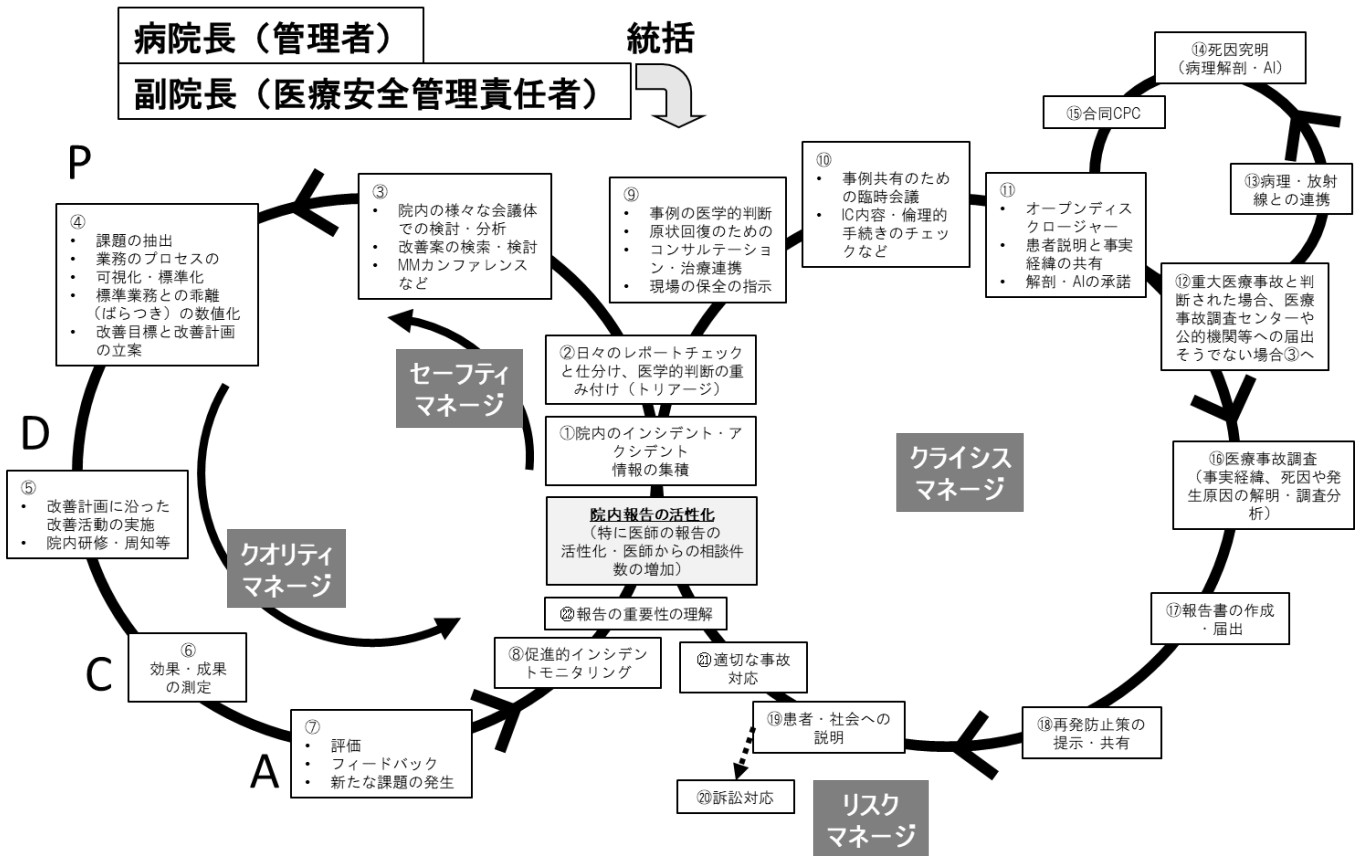 病院長（管理者）
副院長（医療安全管理責任者）
統括
P
D
C
A
③
• 院内の様々な会議体
での検討・分析
• 改善案の検索・検討
• MMカンファレンス
など
④
• 課題の抽出
• 業務のプロセスの
• 可視化・標準化
• 標準業務との乖離
（ばらつき）の数値化
• 改善目標と改善計画
の立案
⑤
• 改善計画に沿った
改善活動の実施
• 院内研修・周知等
⑥
効果・成果
の測定
⑦
• 評価
• フィードバック
• 新たな課題の発生
セーフティ
マネージ
クオリティ
マネージ
②日々のレポートチェック
と仕分け、医学的判断の重
み付け（トリアージ）
①院内のインシデント・ア
クシデント
情報の集積
院内報告の活性化
（特に医師の報告の
活性化・医師からの相談件
数の増加）
㉒報告の重要性の理解
⑧促進的インシデン
トモニタリング
⑨
• 事例の医学的判断
• 原状回復のための
• コンサルテーショ
ン・治療連携
• 現場の保全の指示
⑩
• 事例共有のため
の臨時会議
• IC内容・倫理的
手続きのチェッ
クなど
⑪
• オープンディス
クロージャー
• 患者説明と事実
経緯の共有
• 解剖・AIの承諾
⑫重大医療事故と判
断された場合、医療
事故調査センターや
公的機関等への届出
そうでない場合③へ
⑬病理・放射
線との連携
⑭死因究明
（病理解剖・AI）
⑮合同CPC
クライシス
マネージ
⑯医療事故調査
（事実経緯、死因や発
生原因の解明・調査分
析）
⑰報告書の作成
・届出
⑱再発防止策の
提示・共有
⑲患者・社会への
説明
⑳訴訟対応
㉑適切な事故
対応
リスク
マネージ